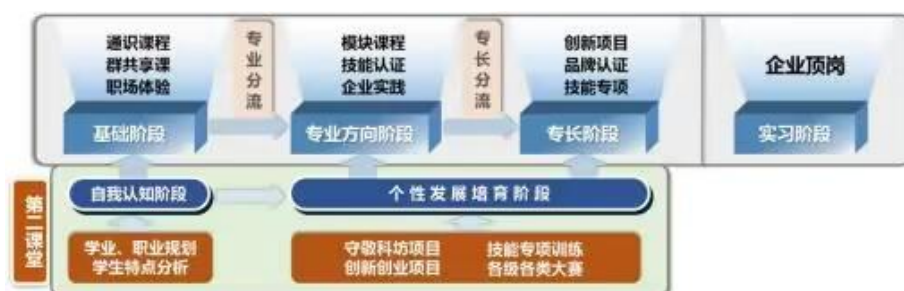 通识课程
群共享课
职场体验
基础阶段
专业分流
模块课程
技能认证
企业实践
专业方向阶段
专长分流
创新项目
品牌认证
技能专项
专长阶段
企业顶岗
实习阶段
第二课堂
自我认知阶段
个性发展培育阶段
学业、职业规划
学生特点分析
守敬科坊项目 技能专项训练
创新创业项目 各级各类大赛